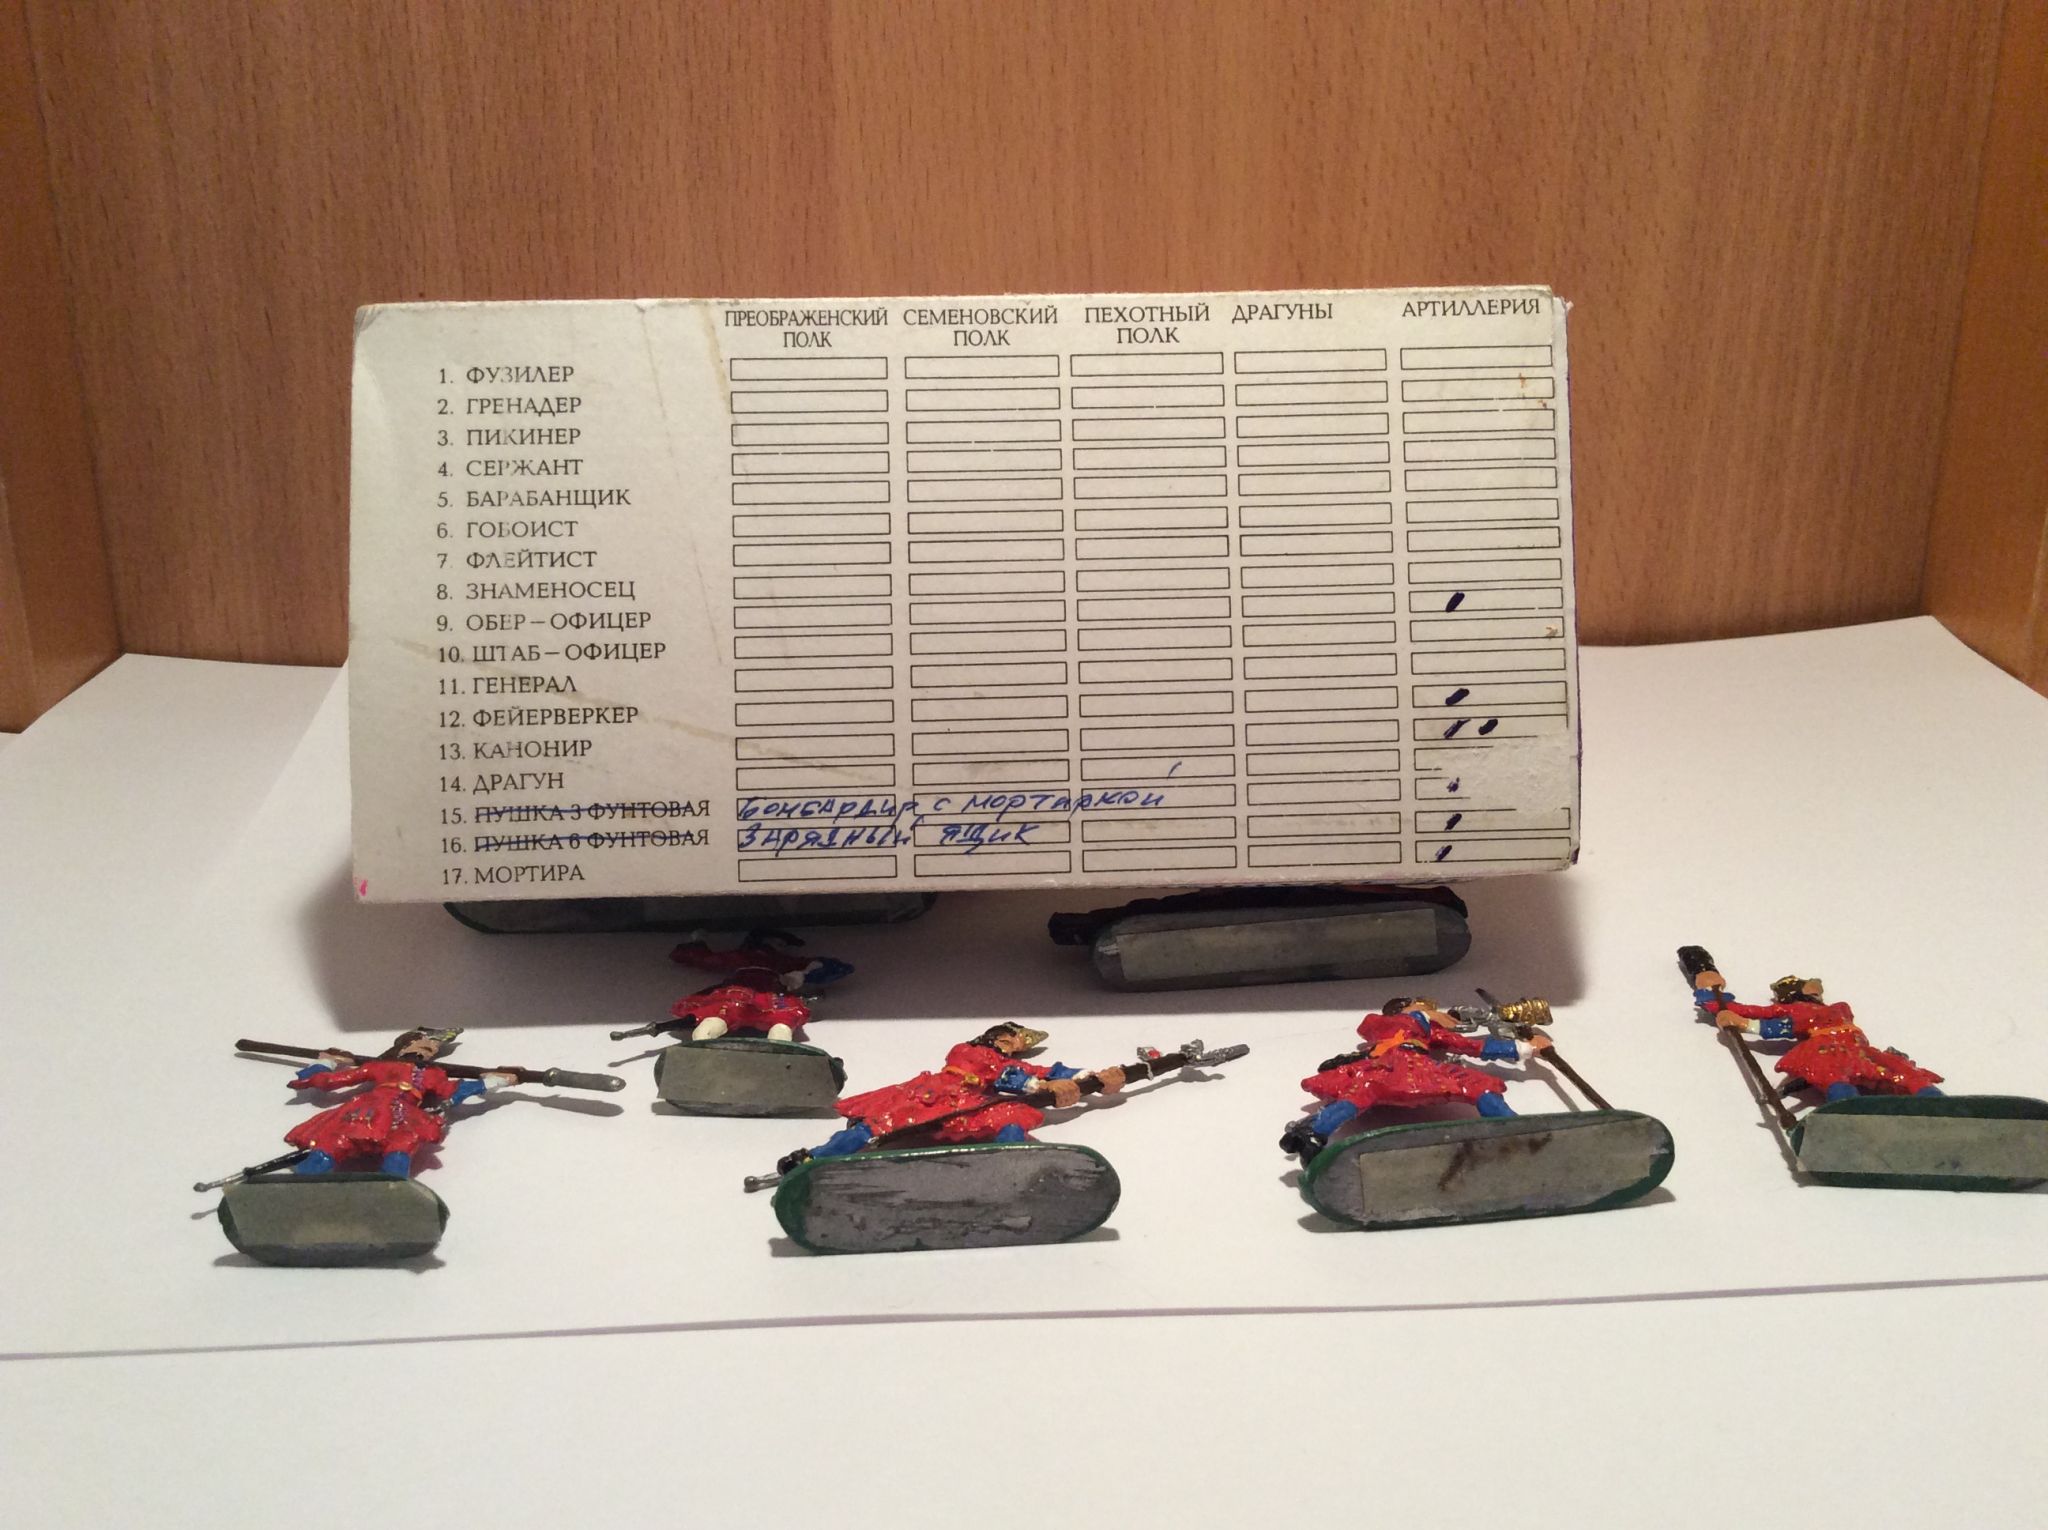 ПРЕОБРАЖЕНСКИЙ ПОЛК СЕМЕНОВСКИЙ ПОЛК ПЕХОТНЫЙ ПОЛК ДРАГУНЫ АРТИЛЛЕРИЯ
1. ФУЗИЛЕР
2. ГРЕНАДЕР
3. ПИКИНЕР
4. СЕРЖАНТ
5. БАРАБАНЩИК
6. ГОБОИСТ
7. ФЛЕЙТИСТ
8. ЗНАМЕНОСЕЦ
9. ОБЕР–ОФИЦЕР
10. ШТАБ–ОФИЦЕР
11. ГЕНЕРАЛ
12. ФЕЙЕРВЕРКЕР
13. КАНОНИР
14. ДРАГУН
15. ПУШКА 3 ФУНТОВАЯ Бомбардир с мортиркой
16. ПУШКА 6 ФУНТОВАЯ Зарядный ящик
17. МОРТИРА